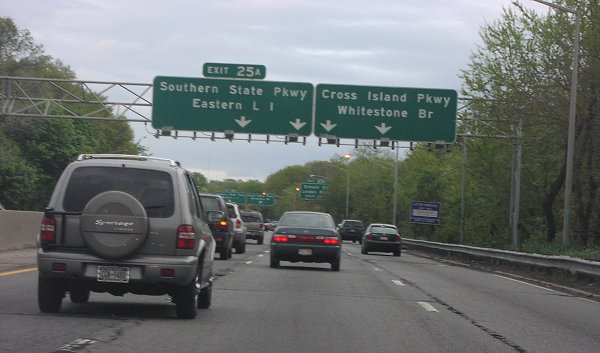 EXIT 25A
Southern State Pkwy
Eastern L I
Cross Island Pkwy
Whitestone Br
Sportage